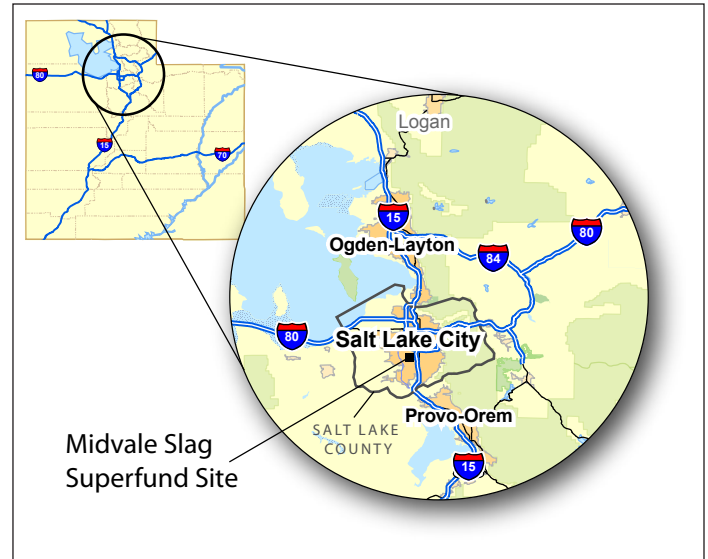 80
15
70
Logan
15
Ogden-Layton
84
80
80
Salt Lake City
Provo-Orem
SALT LAKE
COUNTY
15
Midvale Slag
Superfund Site